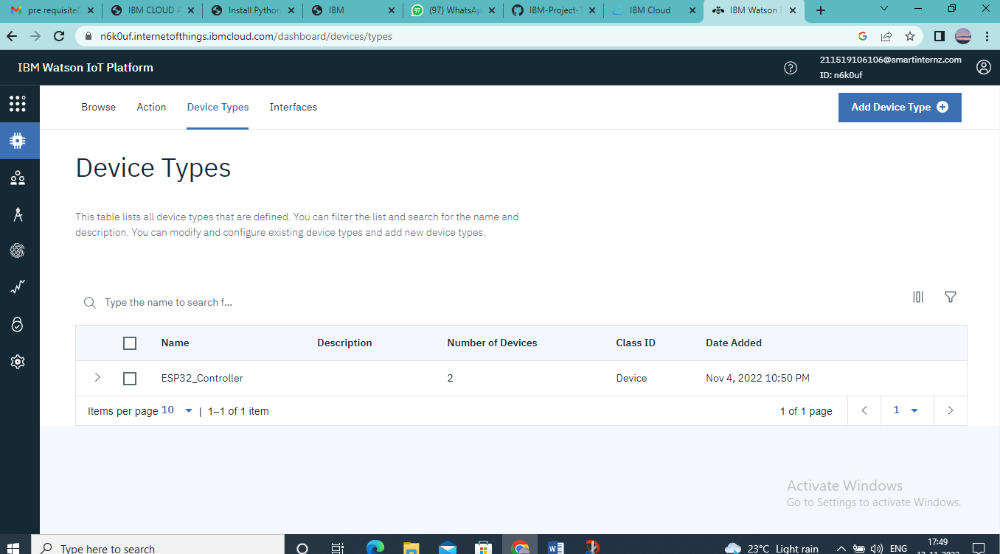 pre requisite(
IBM CLOUD A
Install Python
IBM
97 (97) WhatsAp
IBM-Project-1
IBM Cloud
IBM Watson I
n6k0uf.internetofthings.ibmcloud.com/dashboard/devices/types
IBM Watson IoT Platform
211519106106@smartinternz.com
ID: n6k0uf
Browse Action Device Types Interfaces
Add Device Type
Device Types
This table lists all device types that are defined. You can filter the list and search for the name and
description. You can modify and configure existing device types and add new device types.
Type the name to search f...
Name Description Number of Devices Class ID Date Added
ESP32_Controller 2 Device Nov 4, 2022 10:50 PM
Items per page 10 | 1–1 of 1 item 1 of 1 page 1
Activate Windows
Go to Settings to activate Windows.
Type here to search
23°C Light rain ENG 17:49